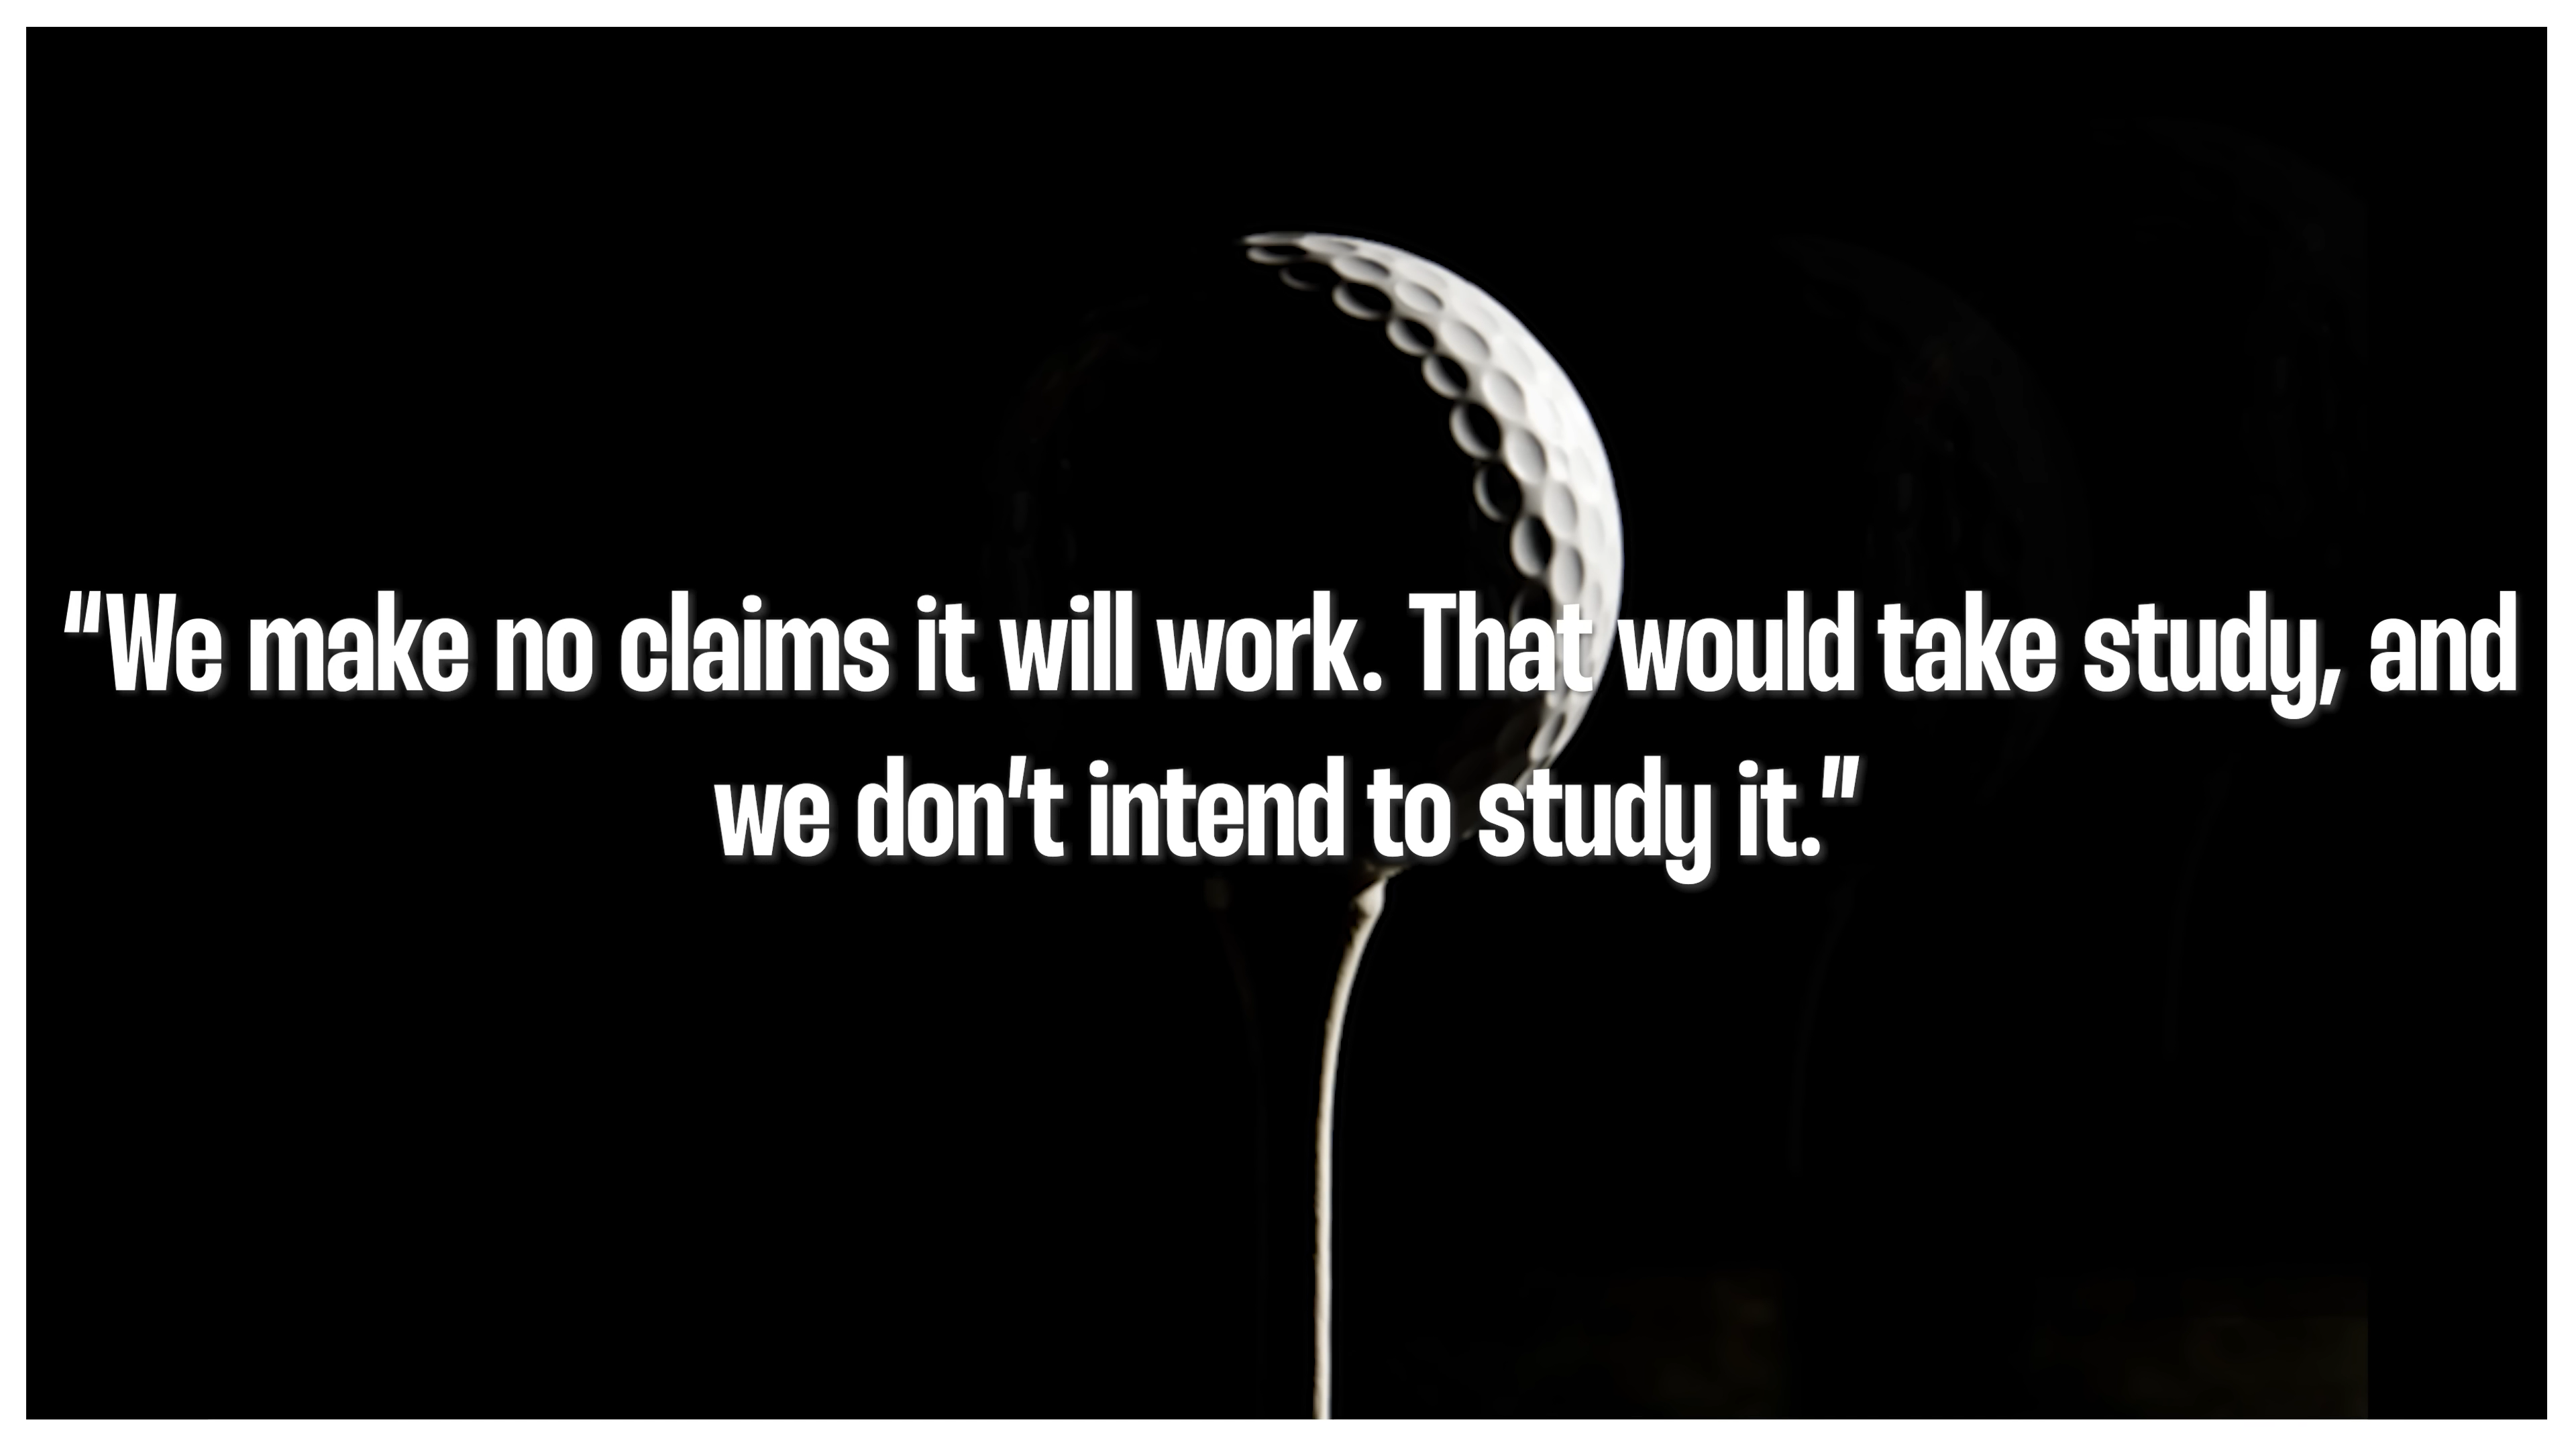 “We make no claims it will work. That would take study, and
we don’t intend to study it.”